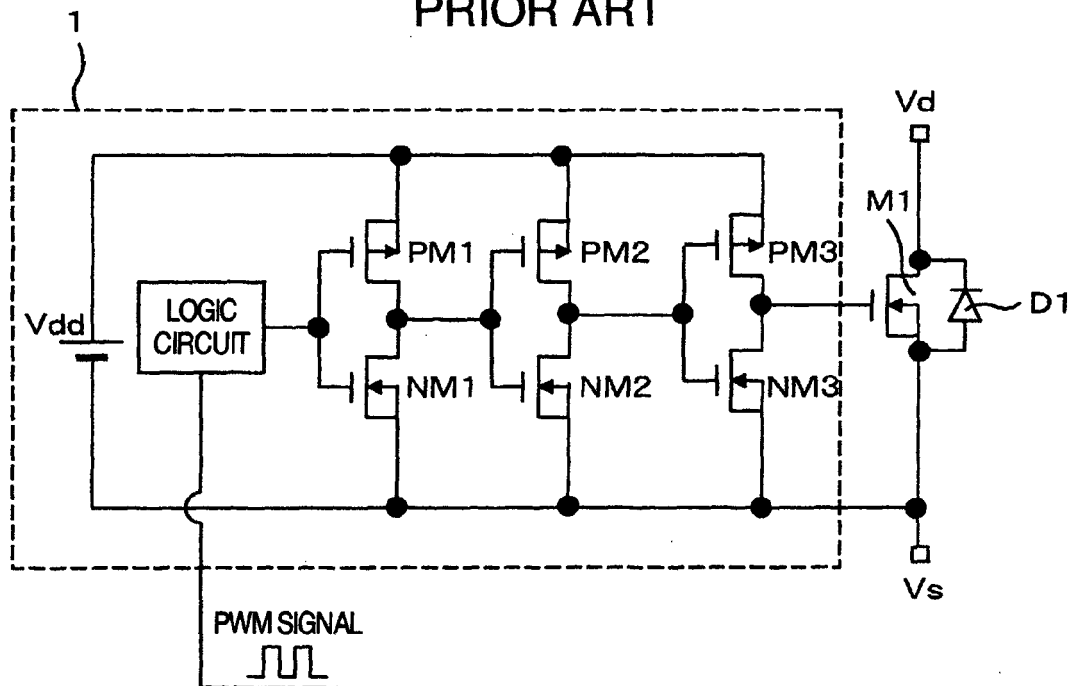 PRIOR ART
1
Vd
M1
PM1
PM2
PM3
LOGIC
CIRCUIT
Vdd
D1
NM1
NM2
NM3
Vs
PWM SIGNAL